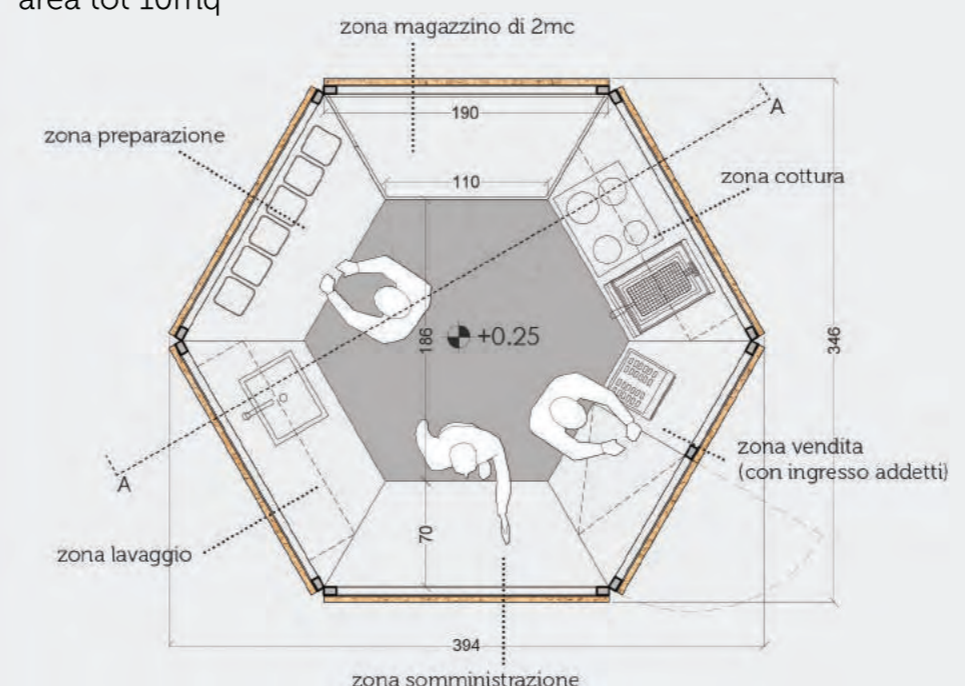 area tot 10mq
zona magazzino di 2mc
A
190
zona preparazione
zona cottura
110
186
+0.25
346
zona vendita
(con ingresso addetti)
A
70
zona lavaggio
394
zona somministrazione